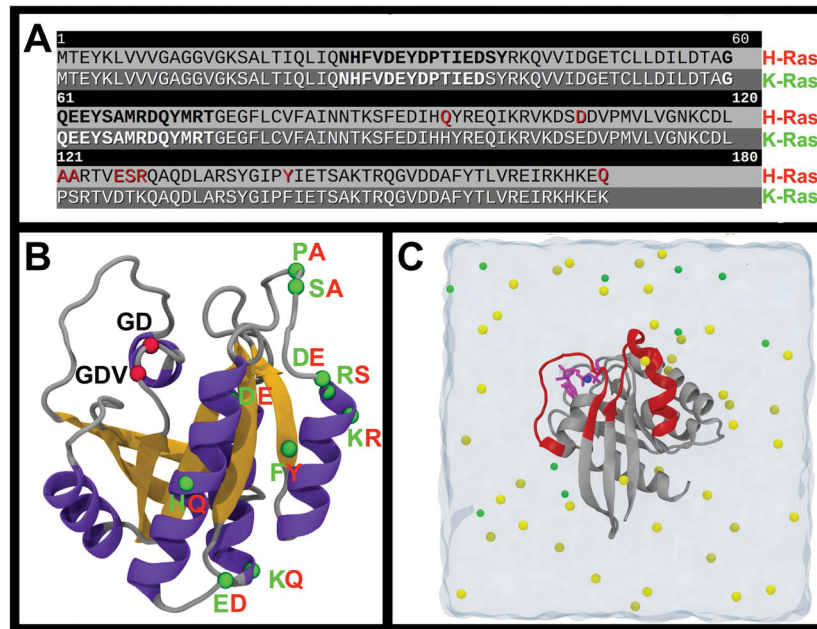 A
1 60
MTEYKLVVVGAGGVGKSALTIQLIQNHFVDEYDPTIEDSYRKQVVIDGETCLLDILDTAG H-Ras
MTEYKLVVVGAGGVGKSALTIQLIQNHFVDEYDPTIEDSYRKQVVIDGETCLLDILDTAG K-Ras
61 120
QEEYSAMRDQYMRTGEGFLCVFAINNTKSFEDIHQYREQIKRVKDSDDVPMVLVGNKCDL H-Ras
QEEYSAMRDQYMRTGEGFLCVFAINNTKSFEDIHHYREQIKRVKDSEDVPMVLVGNKCDL K-Ras
121 180
AARTVESRQAQDLARSYGIPYIETSAKTRQGVDDAFYTLVREIRKHKEQ H-Ras
PSRTVDTKQAQDLARSYGIPFIETSAKTRQGVDDAFYTLVREIRKHKEK K-Ras
B
PA
SA
GD
GDV
DE
RS
DE
KR
FY
HQ
KQ
ED
C